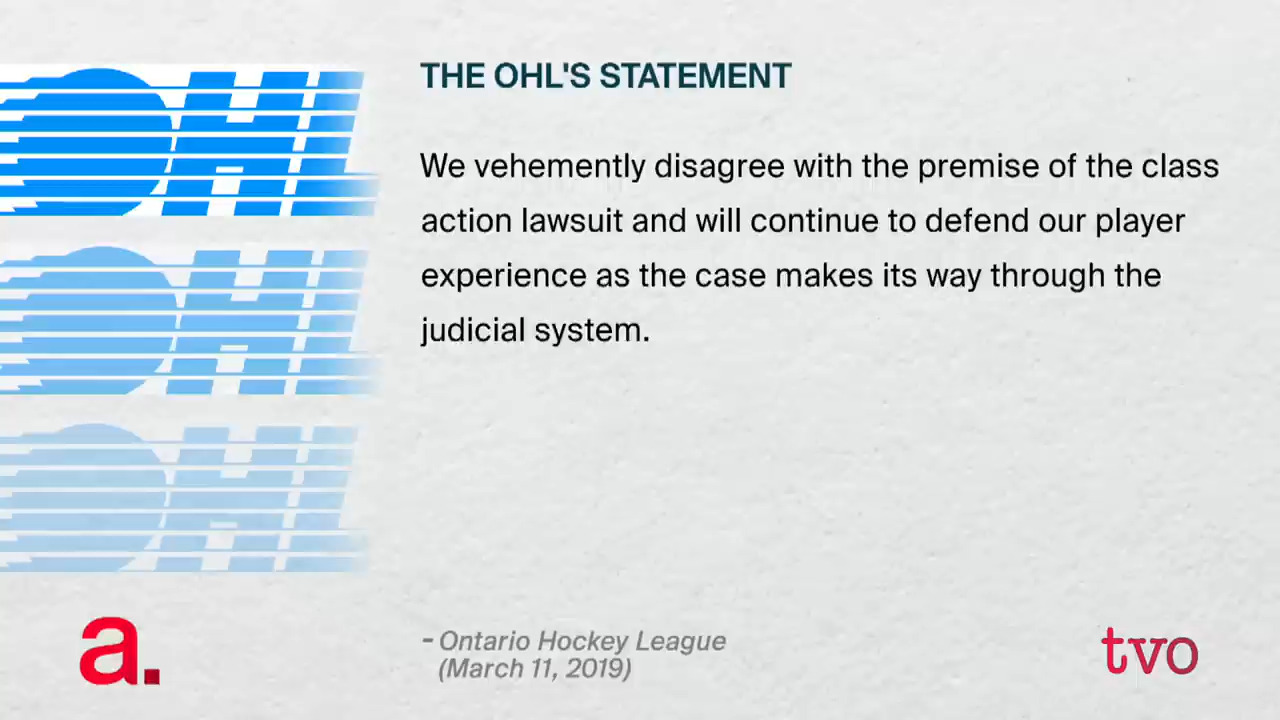 OHL
THE OHL'S STATEMENT
We vehemently disagree with the premise of the class
action lawsuit and will continue to defend our player
experience as the case makes its way through the
judicial system.
OHL
OHL
- Ontario Hockey League
(March 11, 2019)
a.
tvo